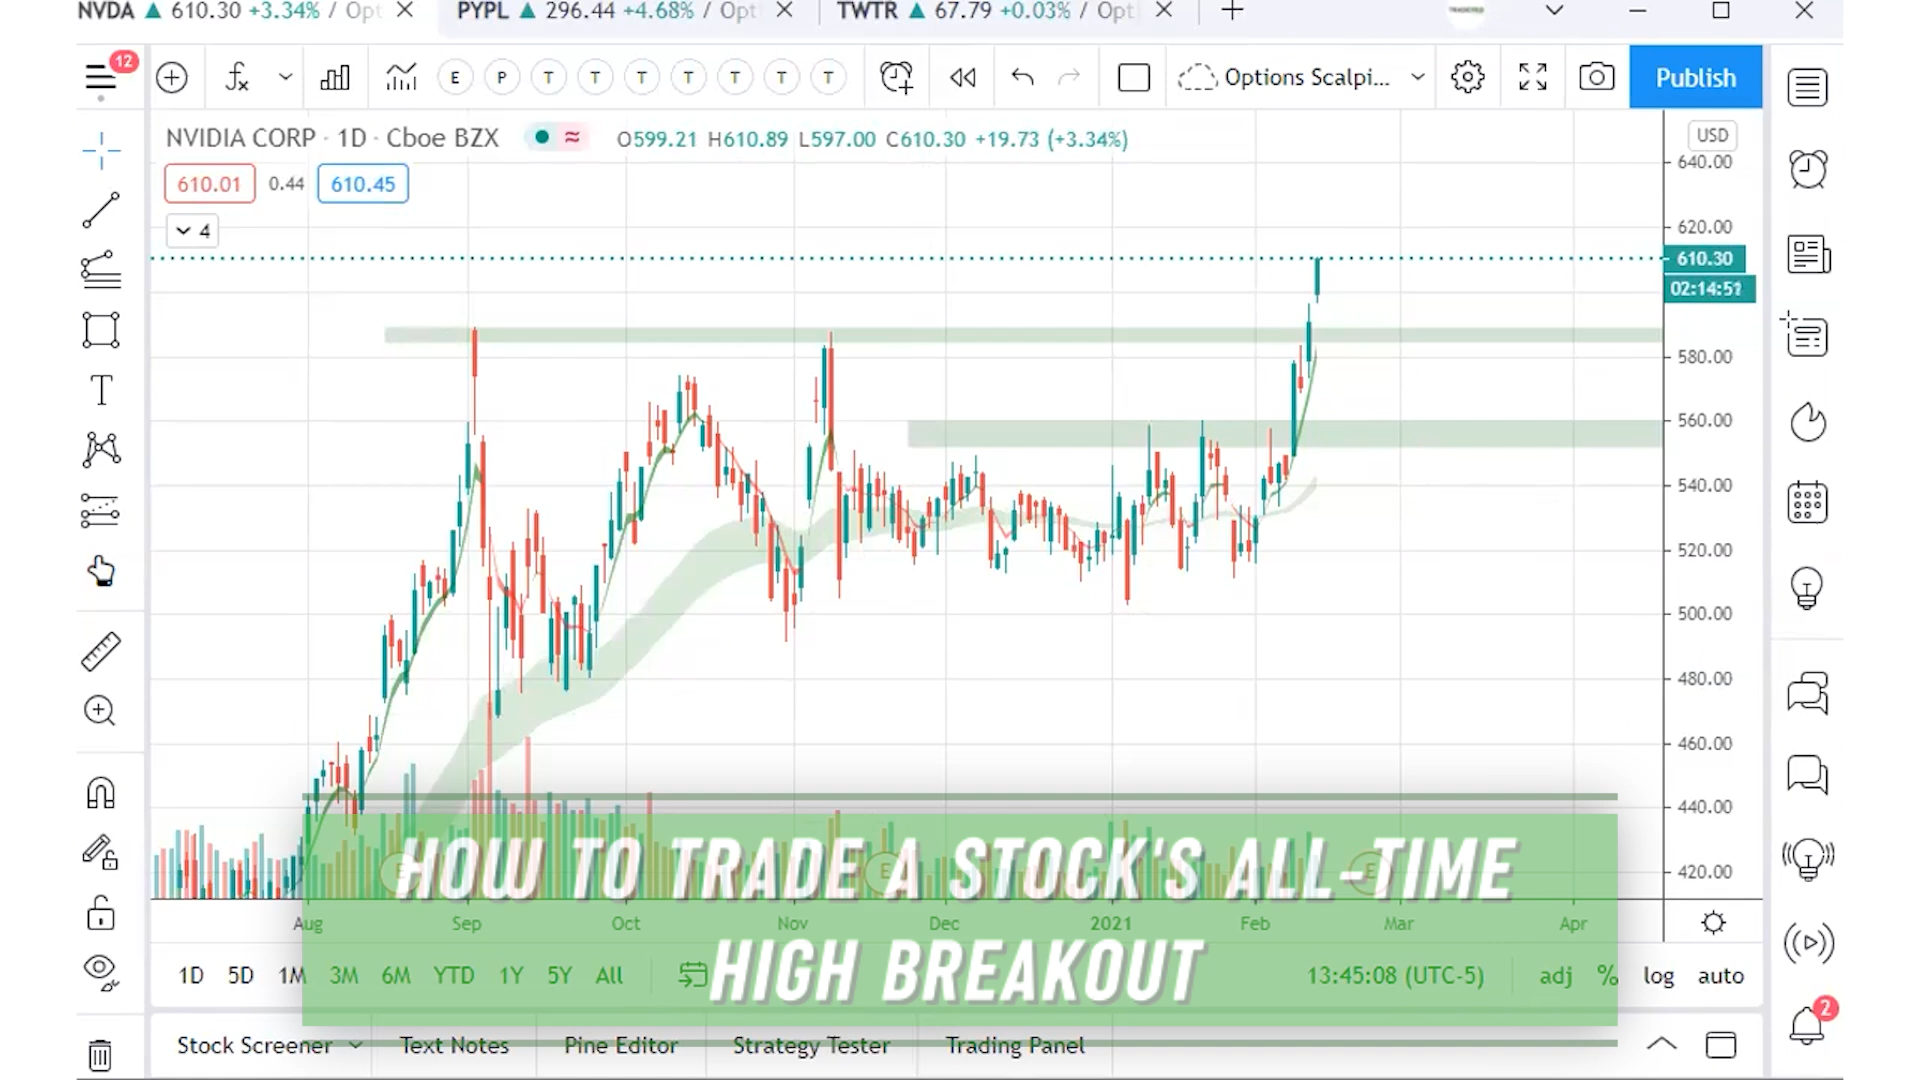 NVDA ▲ 610.30 +3.34% / Opt × PYPL ▲ 296.44 +4.68% / Opt × TWTR ▲ 67.79 +0.03% / Opt ×
12
E P T T T T T T T
Options Scalpi...
Publish
NVIDIA CORP · 1D · Cboe BZX O599.21 H610.89 L597.00 C610.30 +19.73 (+3.34%)
USD
610.01 0.44 610.45
4
640.00
620.00
610.30
580.00
560.00
540.00
520.00
500.00
480.00
460.00
440.00
420.00
E E E
HOW TO TRADE A STOCK'S ALL-TIME
HIGH BREAKOUT
Aug Sep Oct Nov Dec 2021 Feb Mar Apr
1D 5D 1M 3M 6M YTD 1Y 5Y All 13:45:08 (UTC-5) adj % log auto
2
Stock Screener Text Notes Pine Editor Strategy Tester Trading Panel